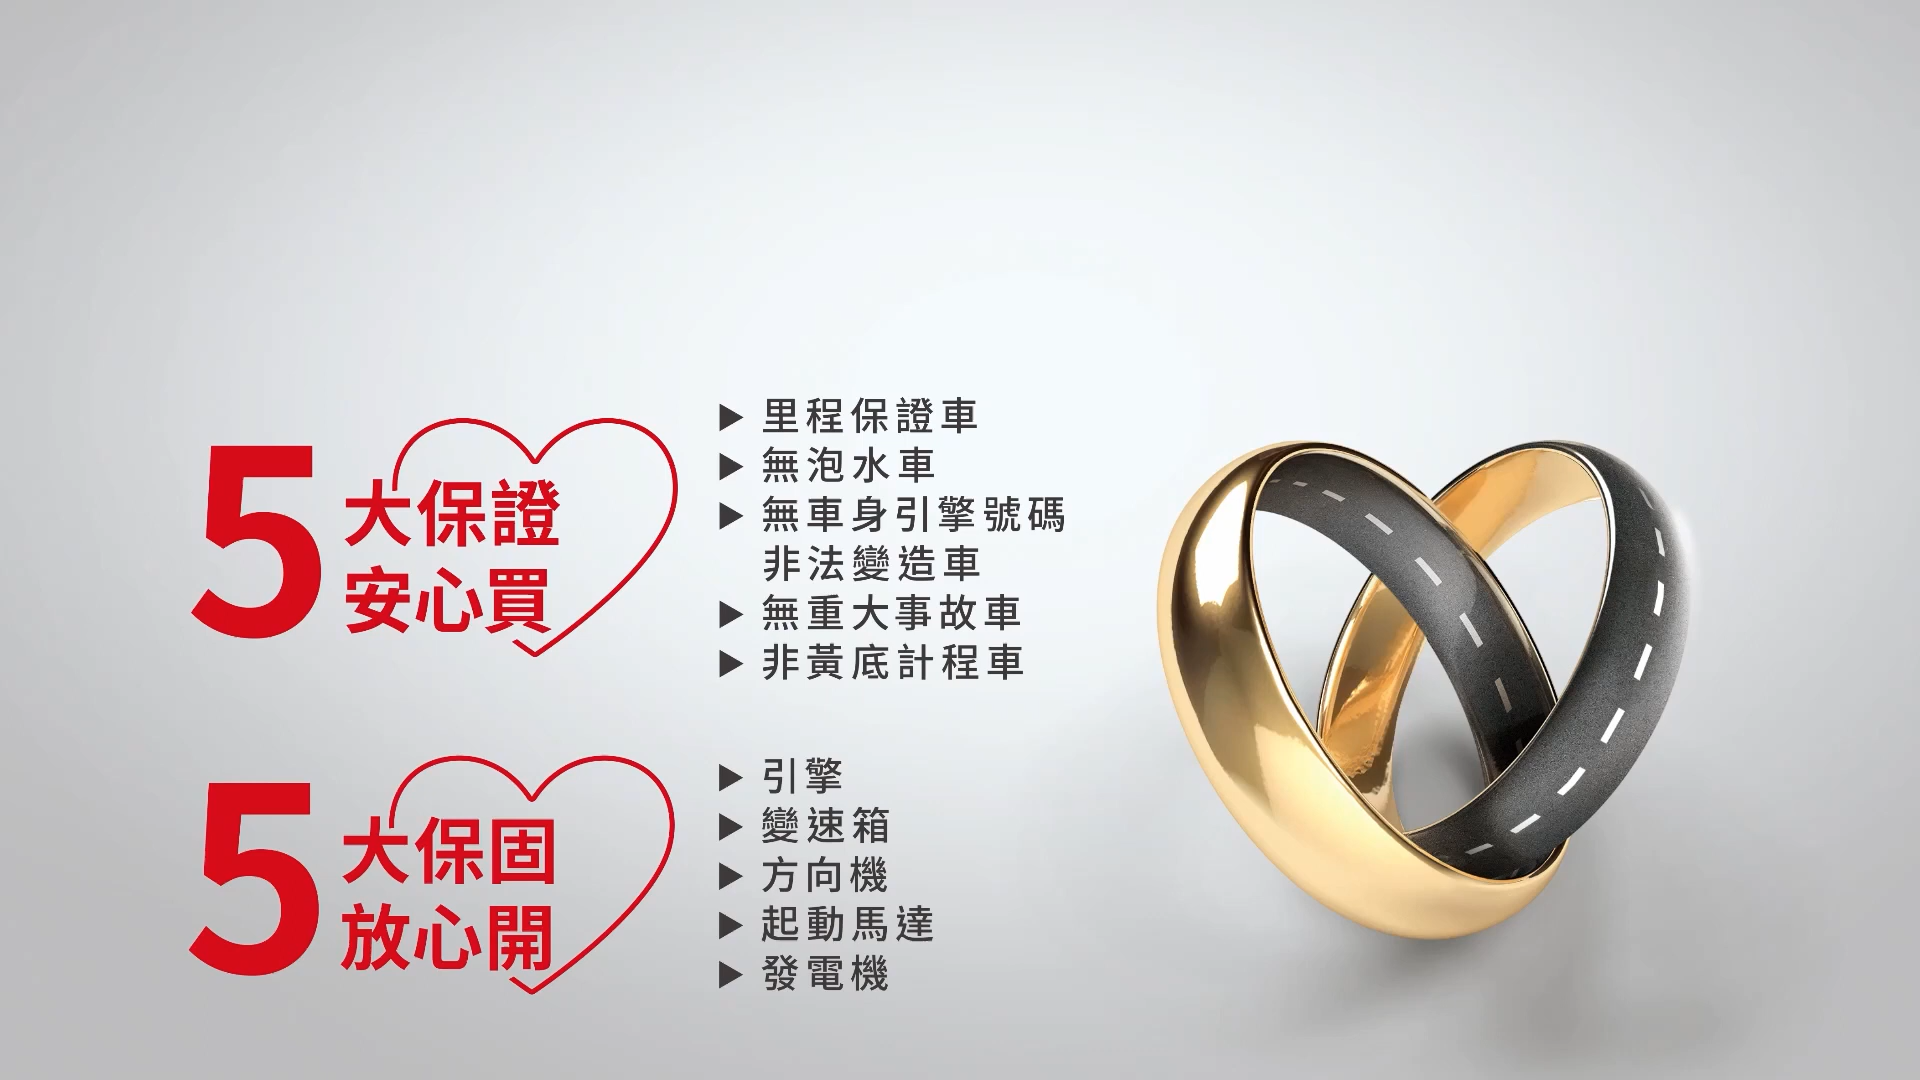 5大保證
安心買
▶ 里程保證車
▶ 無泡水車
▶ 無車身引擎號碼
非法變造車
▶ 無重大事故車
▶ 非黃底計程車
5大保固
放心開
▶ 引擎
▶ 變速箱
▶ 方向機
▶ 起動馬達
▶ 發電機